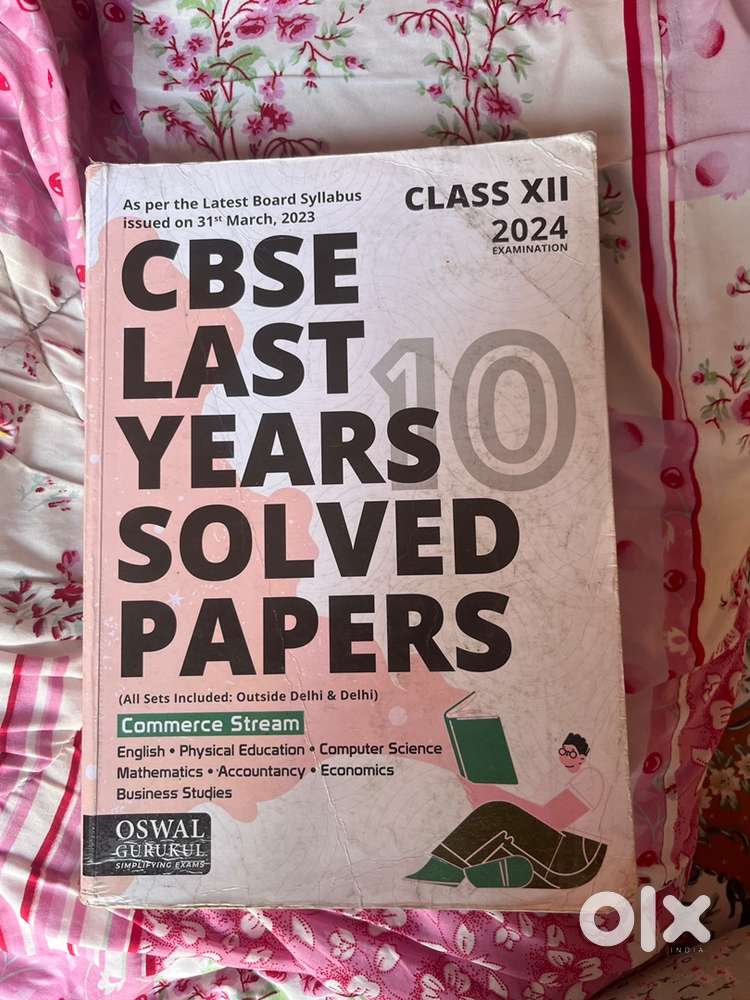 As per the Latest Board Syllabus
issued on 31st March, 2023
CLASS XII
2024
EXAMINATION
CBSE
LAST
10
YEARS
SOLVED
PAPERS
(All Sets Included: Outside Delhi & Delhi)
Commerce Stream
English • Physical Education • Computer Science
Mathematics • Accountancy • Economics
Business Studies
OSWAL
GURUKUL
SIMPLIFYING EXAMS
olx
INDIA